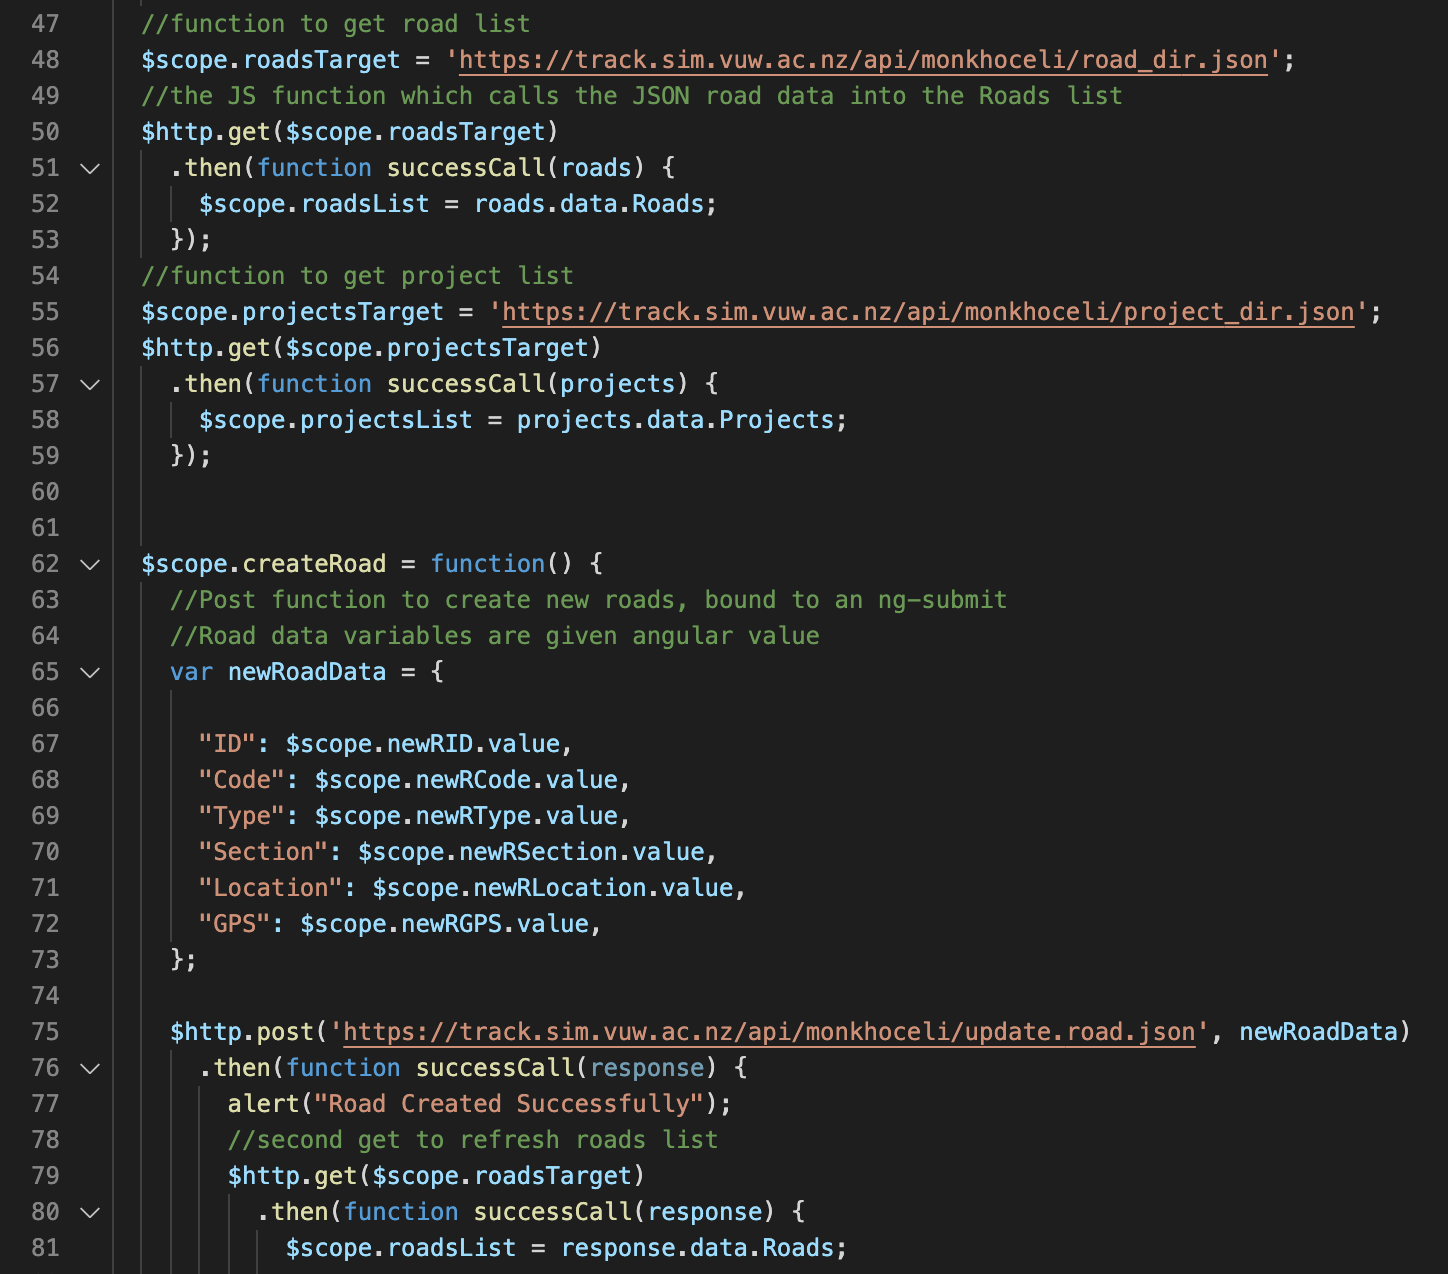 47 //function to get road list
48 $scope.roadsTarget = 'https://track.sim.vuw.ac.nz/api/monkhoceli/road_dir.json';
49 //the JS function which calls the JSON road data into the Roads list
50 $http.get($scope.roadsTarget)
51 .then(function successCall(roads) {
52 $scope.roadsList = roads.data.Roads;
53 });
54 //function to get project list
55 $scope.projectsTarget = 'https://track.sim.vuw.ac.nz/api/monkhoceli/project_dir.json';
56 $http.get($scope.projectsTarget)
57 .then(function successCall(projects) {
58 $scope.projectsList = projects.data.Projects;
59 });
60
61
62 $scope.createRoad = function() {
63 //Post function to create new roads, bound to an ng-submit
64 //Road data variables are given angular value
65 var newRoadData = {
66
67 "ID": $scope.newRID.value,
68 "Code": $scope.newRCode.value,
69 "Type": $scope.newRType.value,
70 "Section": $scope.newRSection.value,
71 "Location": $scope.newRLocation.value,
72 "GPS": $scope.newRGPS.value,
73 };
74
75 $http.post('https://track.sim.vuw.ac.nz/api/monkhoceli/update.road.json', newRoadData)
76 .then(function successCall(response) {
77 alert("Road Created Successfully");
78 //second get to refresh roads list
79 $http.get($scope.roadsTarget)
80 .then(function successCall(response) {
81 $scope.roadsList = response.data.Roads;